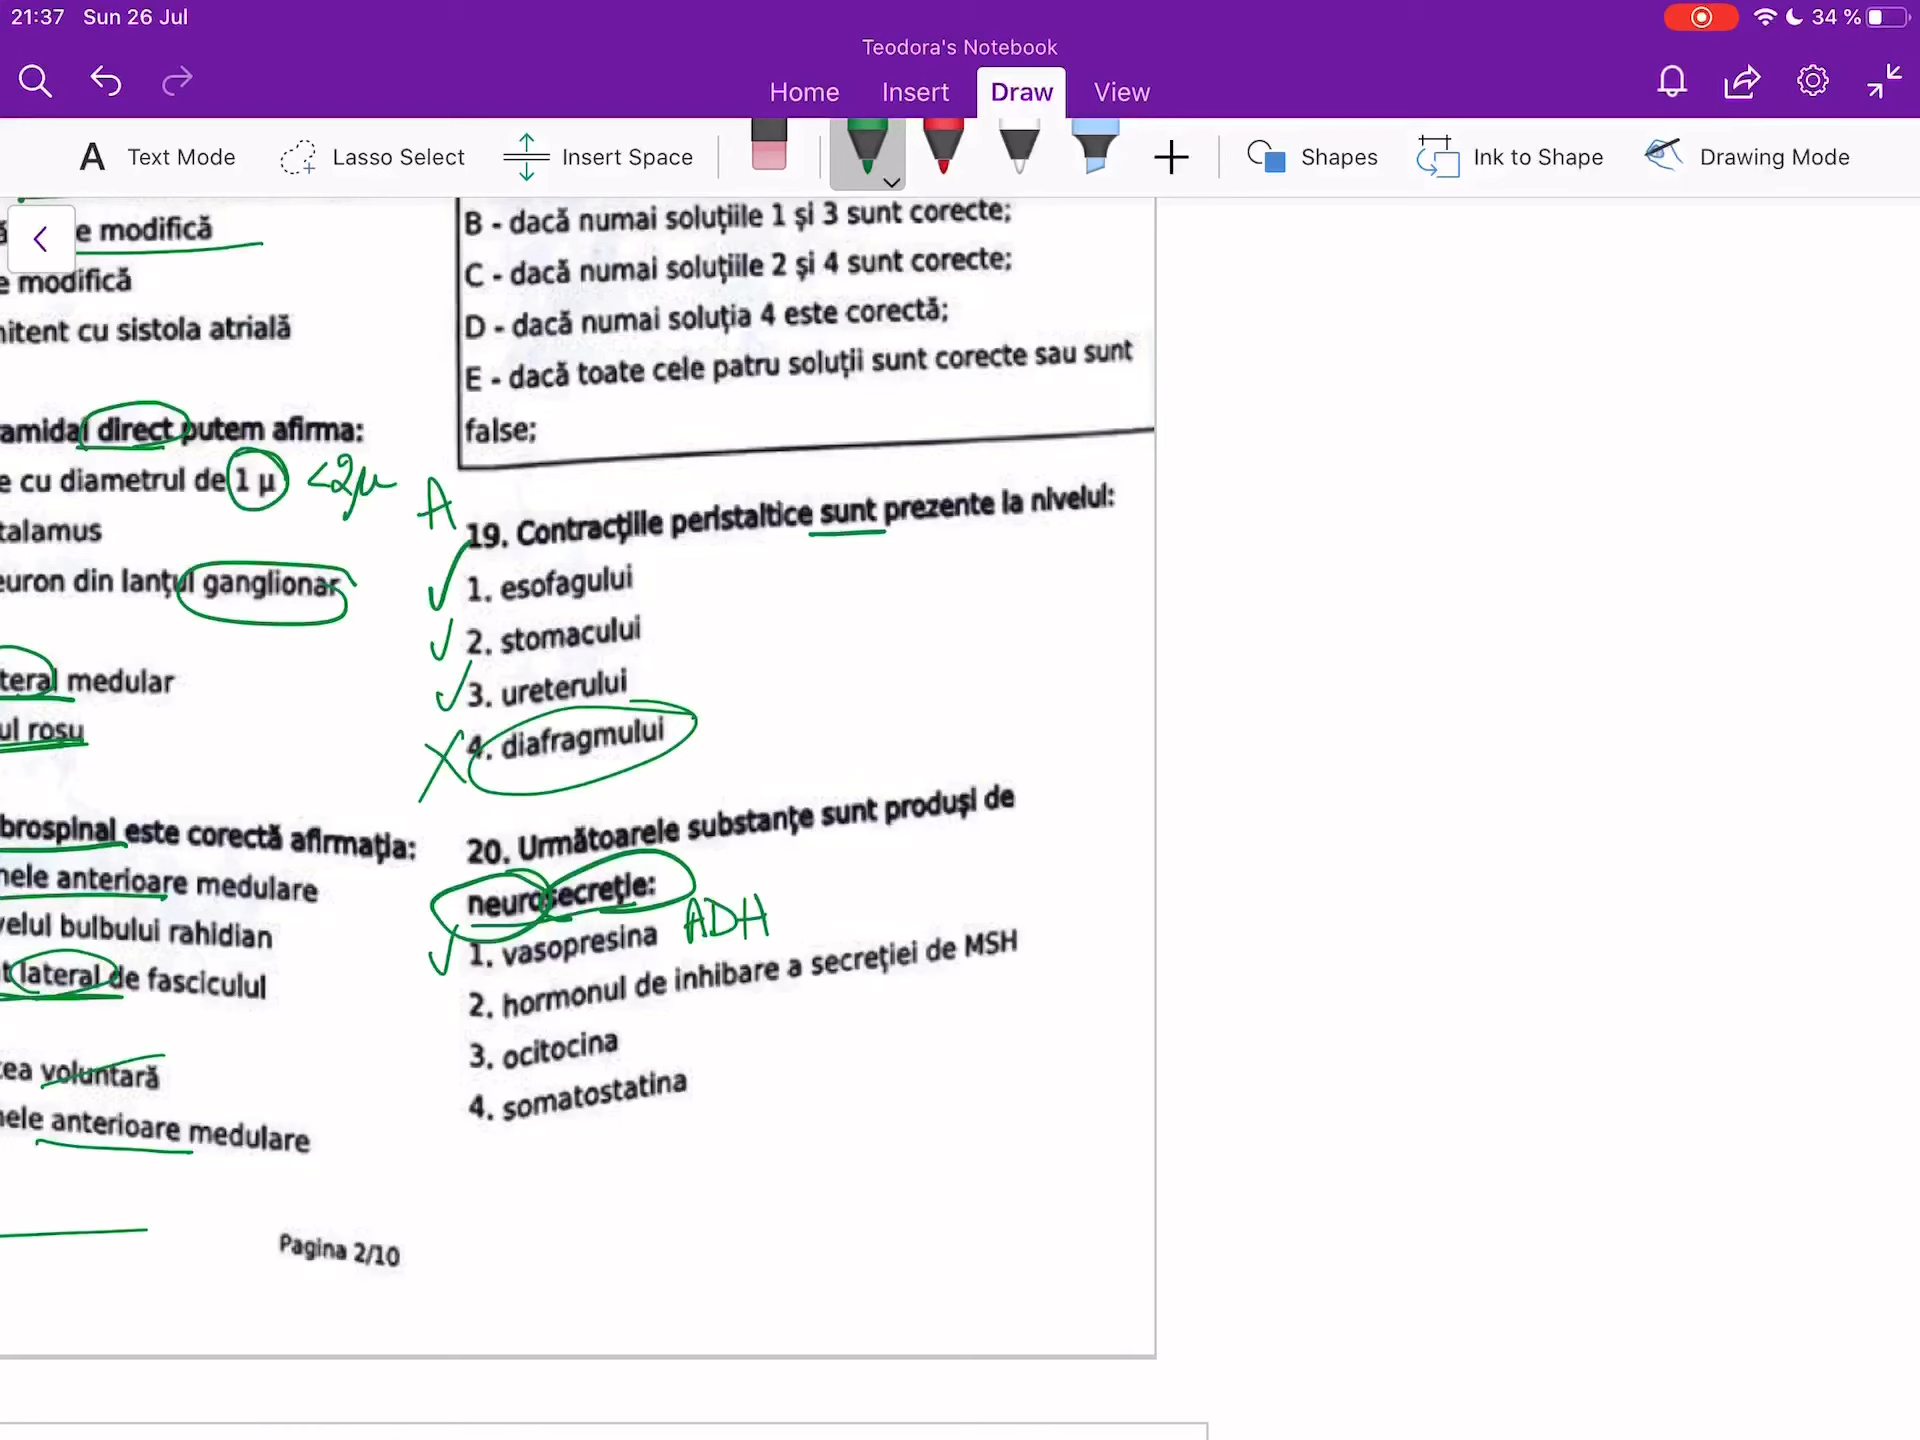 21:37 Sun 26 Jul
34 %
Teodora's Notebook
Home Insert Draw View
A Text Mode Lasso Select Insert Space Shapes Ink to Shape Drawing Mode
e modifică
e modifică
nitent cu sistola atrială
amidal direct putem afirma:
e cu diametrul de 1 μ <2μ
talamus
euron din lanțul ganglionar
teral medular
ul roșu
brospinal este corectă afirmația:
nele anterioare medulare
velul bulbului rahidian
t lateral de fasciculul
tea voluntară
nele anterioare medulare
Pagina 2/10
B - dacă numai soluțiile 1 și 3 sunt corecte;
C - dacă numai soluțiile 2 și 4 sunt corecte;
D - dacă numai soluția 4 este corectă;
E - dacă toate cele patru soluții sunt corecte sau sunt
false;
A
19. Contracțiile peristaltice sunt prezente la nivelul:
1. esofagului
2. stomacului
3. ureterului
4. diafragmului
20. Următoarele substanțe sunt produși de
neurosecreție:
1. vasopresina ADH
2. hormonul de inhibare a secreției de MSH
3. ocitocina
4. somatostatina